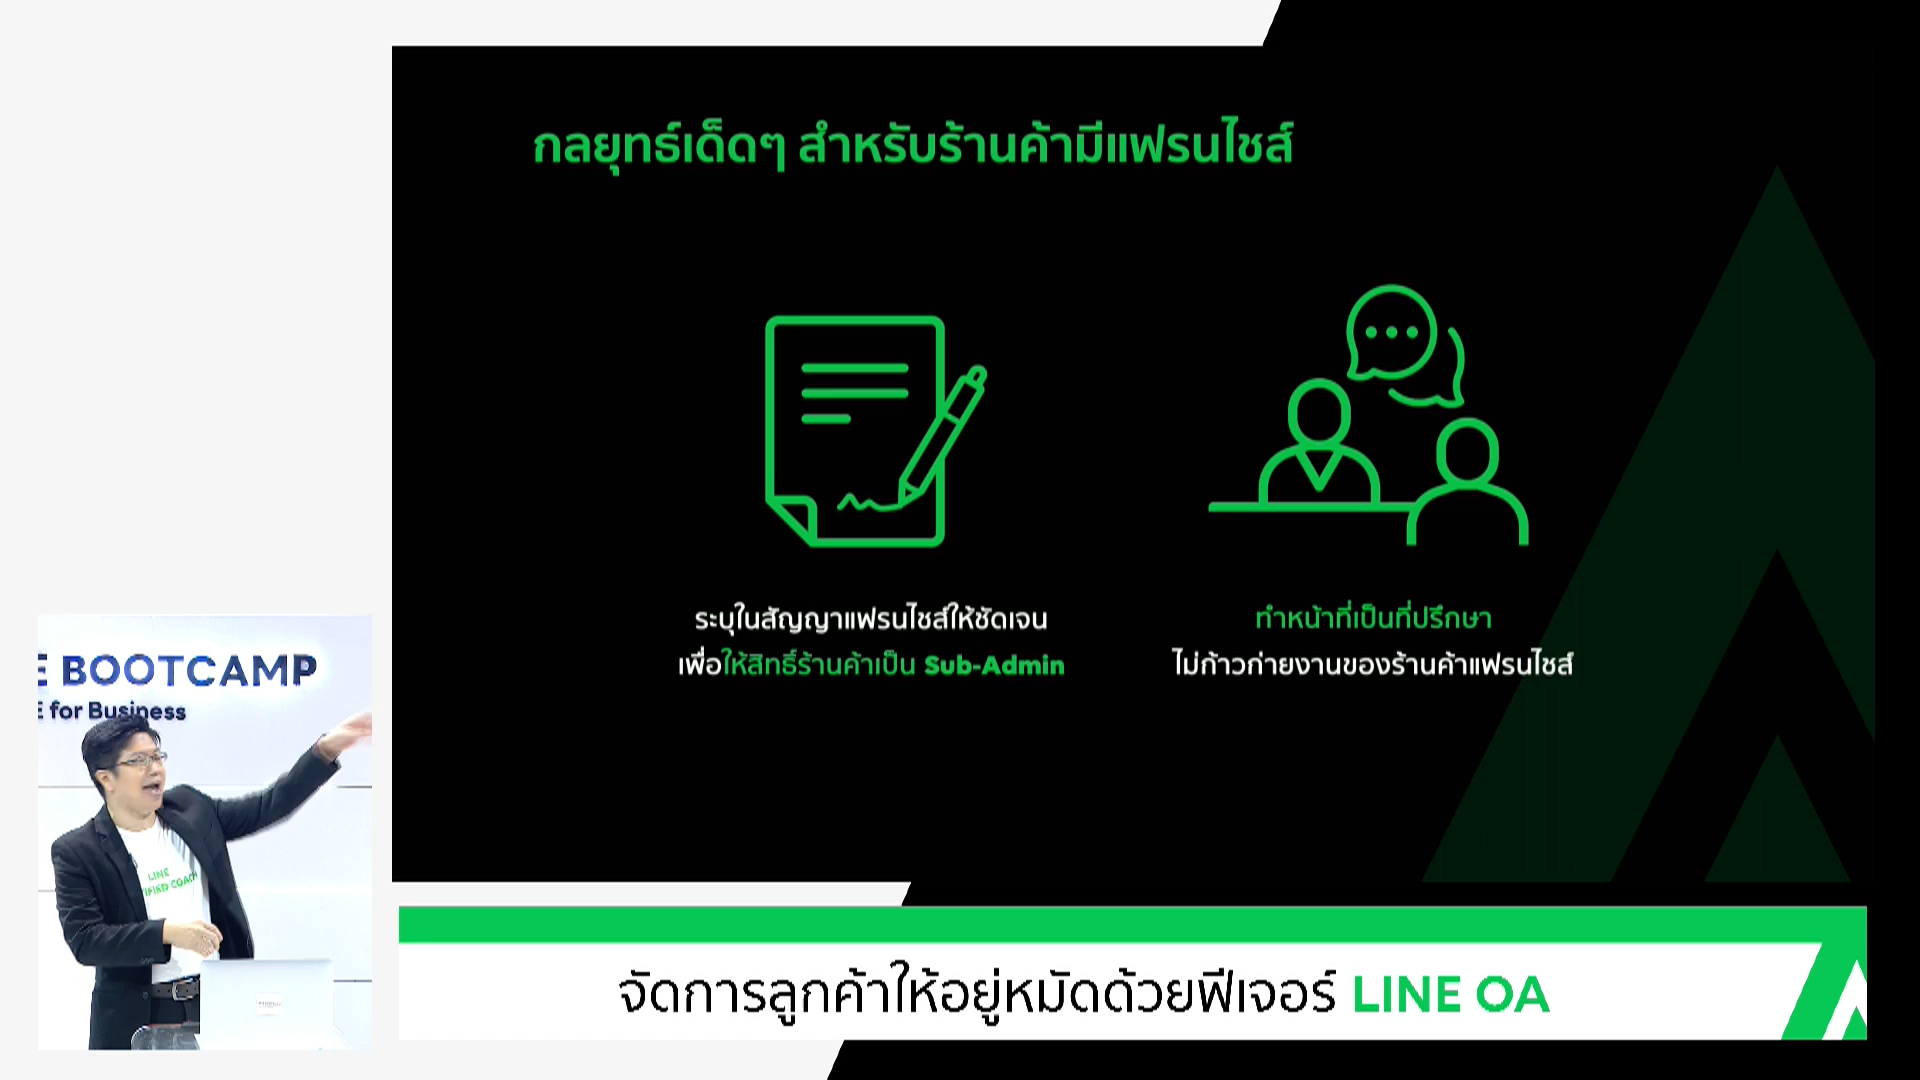 กลยุทธ์เด็ดๆ สำหรับร้านค้ามีแฟรนไชส์
ระบุในสัญญาแฟรนไชส์ให้ชัดเจน
เพื่อให้สิทธิ์ร้านค้าเป็น Sub-Admin
ทำหน้าที่เป็นที่ปรึกษา
ไม่ก้าวก่ายงานของร้านค้าแฟรนไชส์
E BOOTCAMP
E for Business
LINE
TIFIED COACH
จัดการลูกค้าให้อยู่หมัดด้วยฟีเจอร์ LINE OA